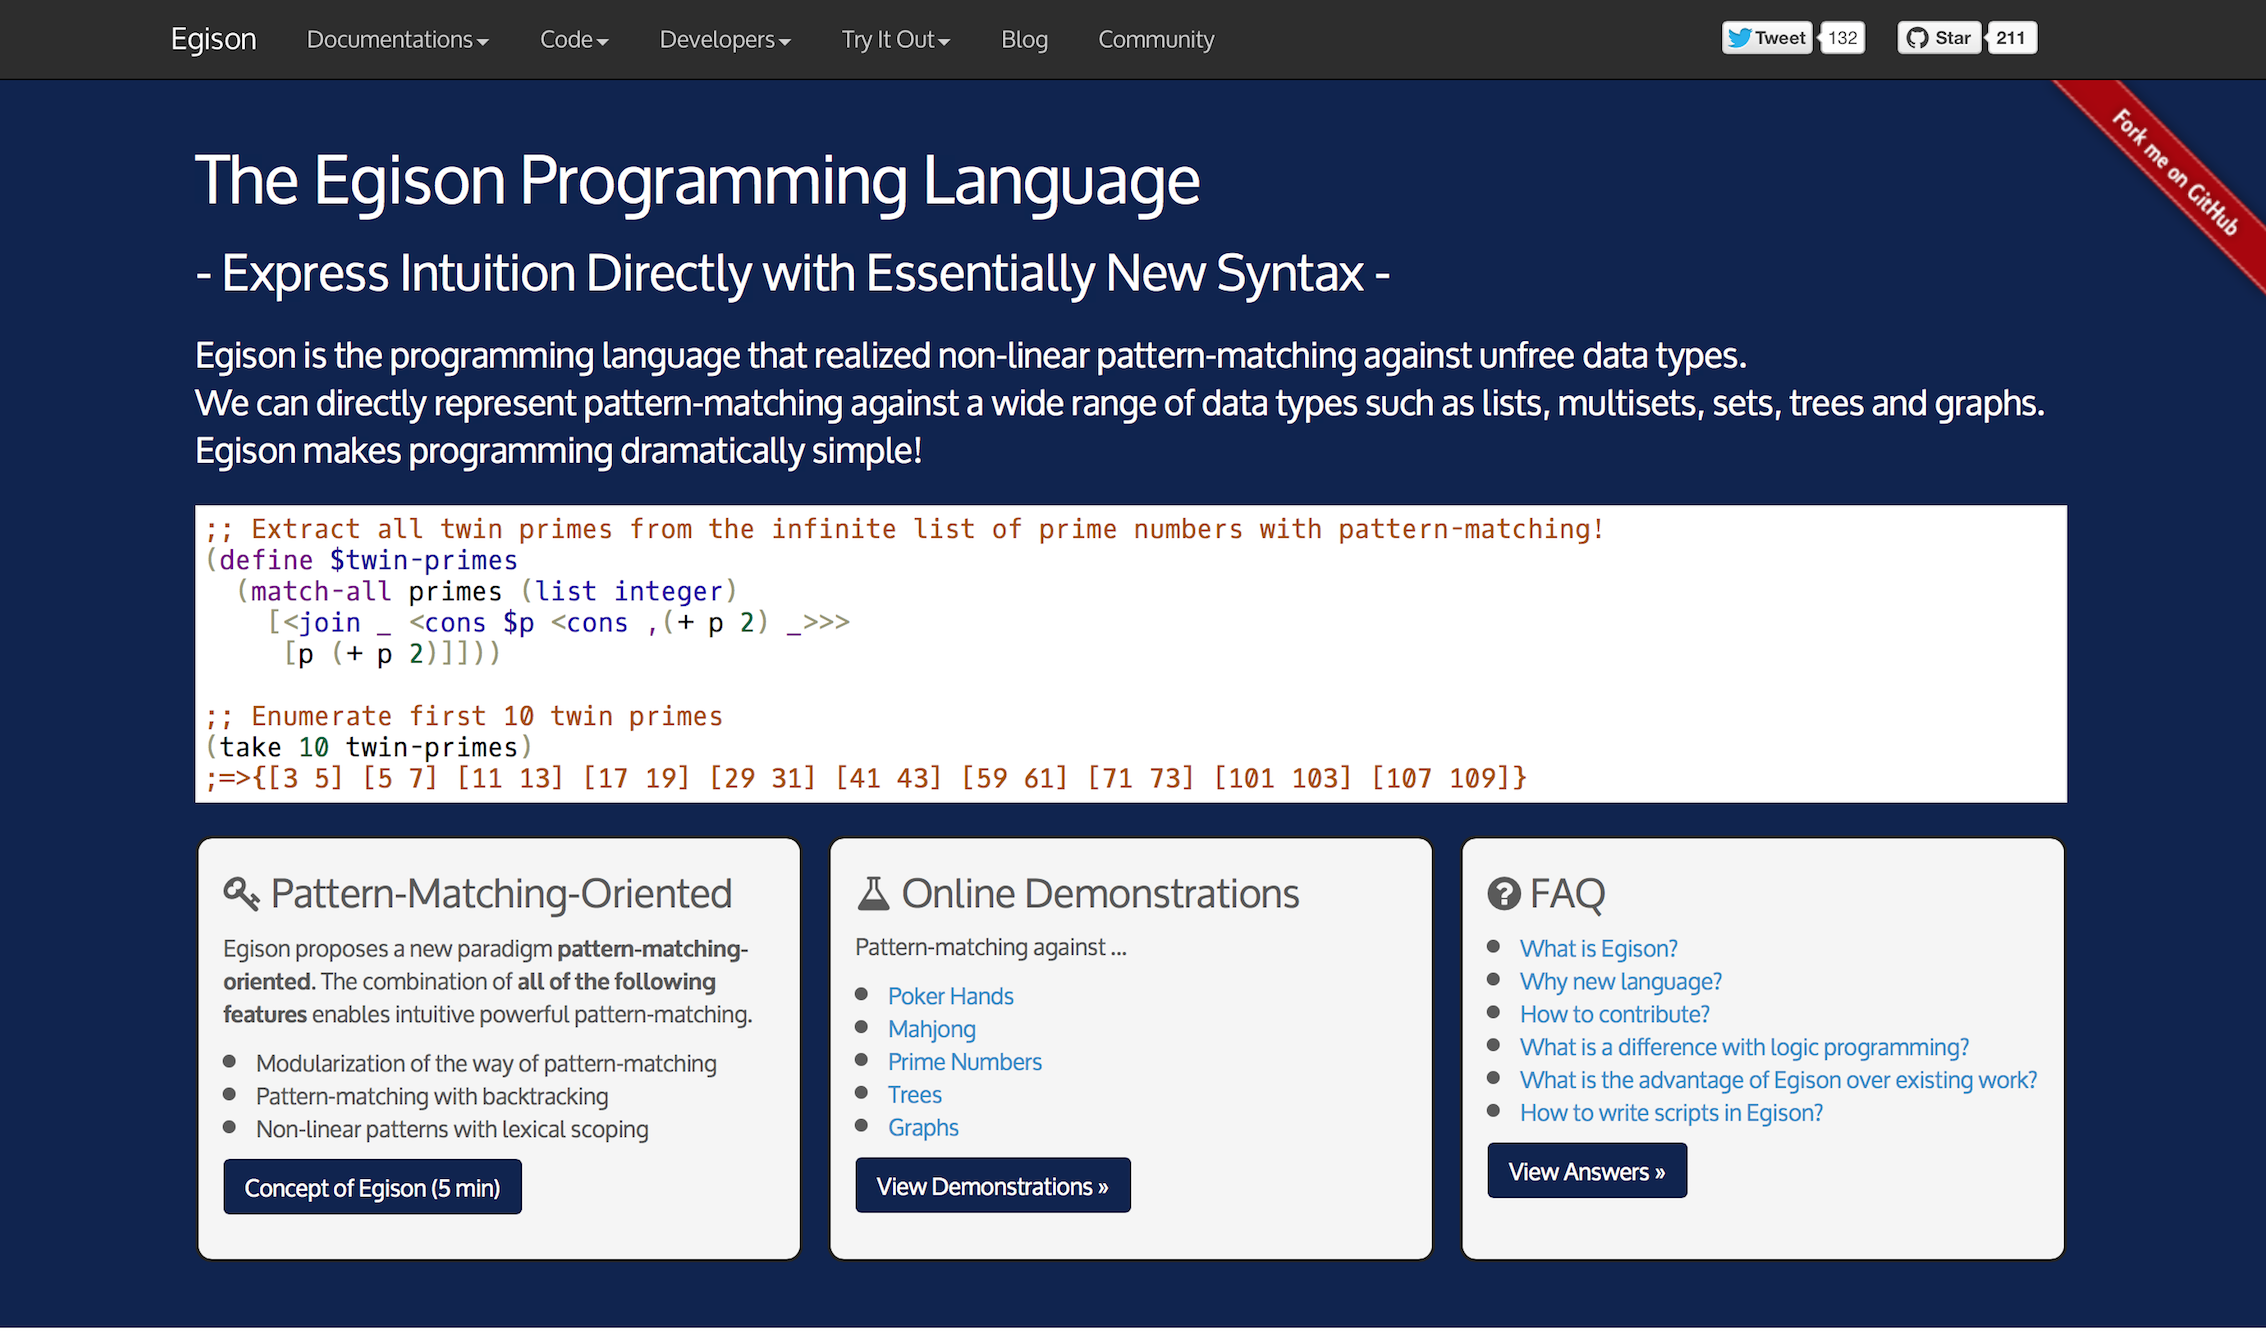 Egison Documentations Code Developers Try It Out Blog Community Tweet 132 Star 211
Fork me on GitHub
The Egison Programming Language
- Express Intuition Directly with Essentially New Syntax -
Egison is the programming language that realized non-linear pattern-matching against unfree data types.
We can directly represent pattern-matching against a wide range of data types such as lists, multisets, sets, trees and graphs.
Egison makes programming dramatically simple!
;; Extract all twin primes from the infinite list of prime numbers with pattern-matching!
(define $twin-primes
  (match-all primes (list integer)
    [<join _ <cons $p <cons ,(+ p 2) _>>>
     [p (+ p 2)]]))
;; Enumerate first 10 twin primes
(take 10 twin-primes)
;=>{[3 5] [5 7] [11 13] [17 19] [29 31] [41 43] [59 61] [71 73] [101 103] [107 109]}
Pattern-Matching-Oriented
Egison proposes a new paradigm pattern-matching-
oriented. The combination of all of the following
features enables intuitive powerful pattern-matching.
Modularization of the way of pattern-matching
Pattern-matching with backtracking
Non-linear patterns with lexical scoping
Concept of Egison (5 min)
Online Demonstrations
Pattern-matching against ...
Poker Hands
Mahjong
Prime Numbers
Trees
Graphs
View Demonstrations »
FAQ
What is Egison?
Why new language?
How to contribute?
What is a difference with logic programming?
What is the advantage of Egison over existing work?
How to write scripts in Egison?
View Answers »